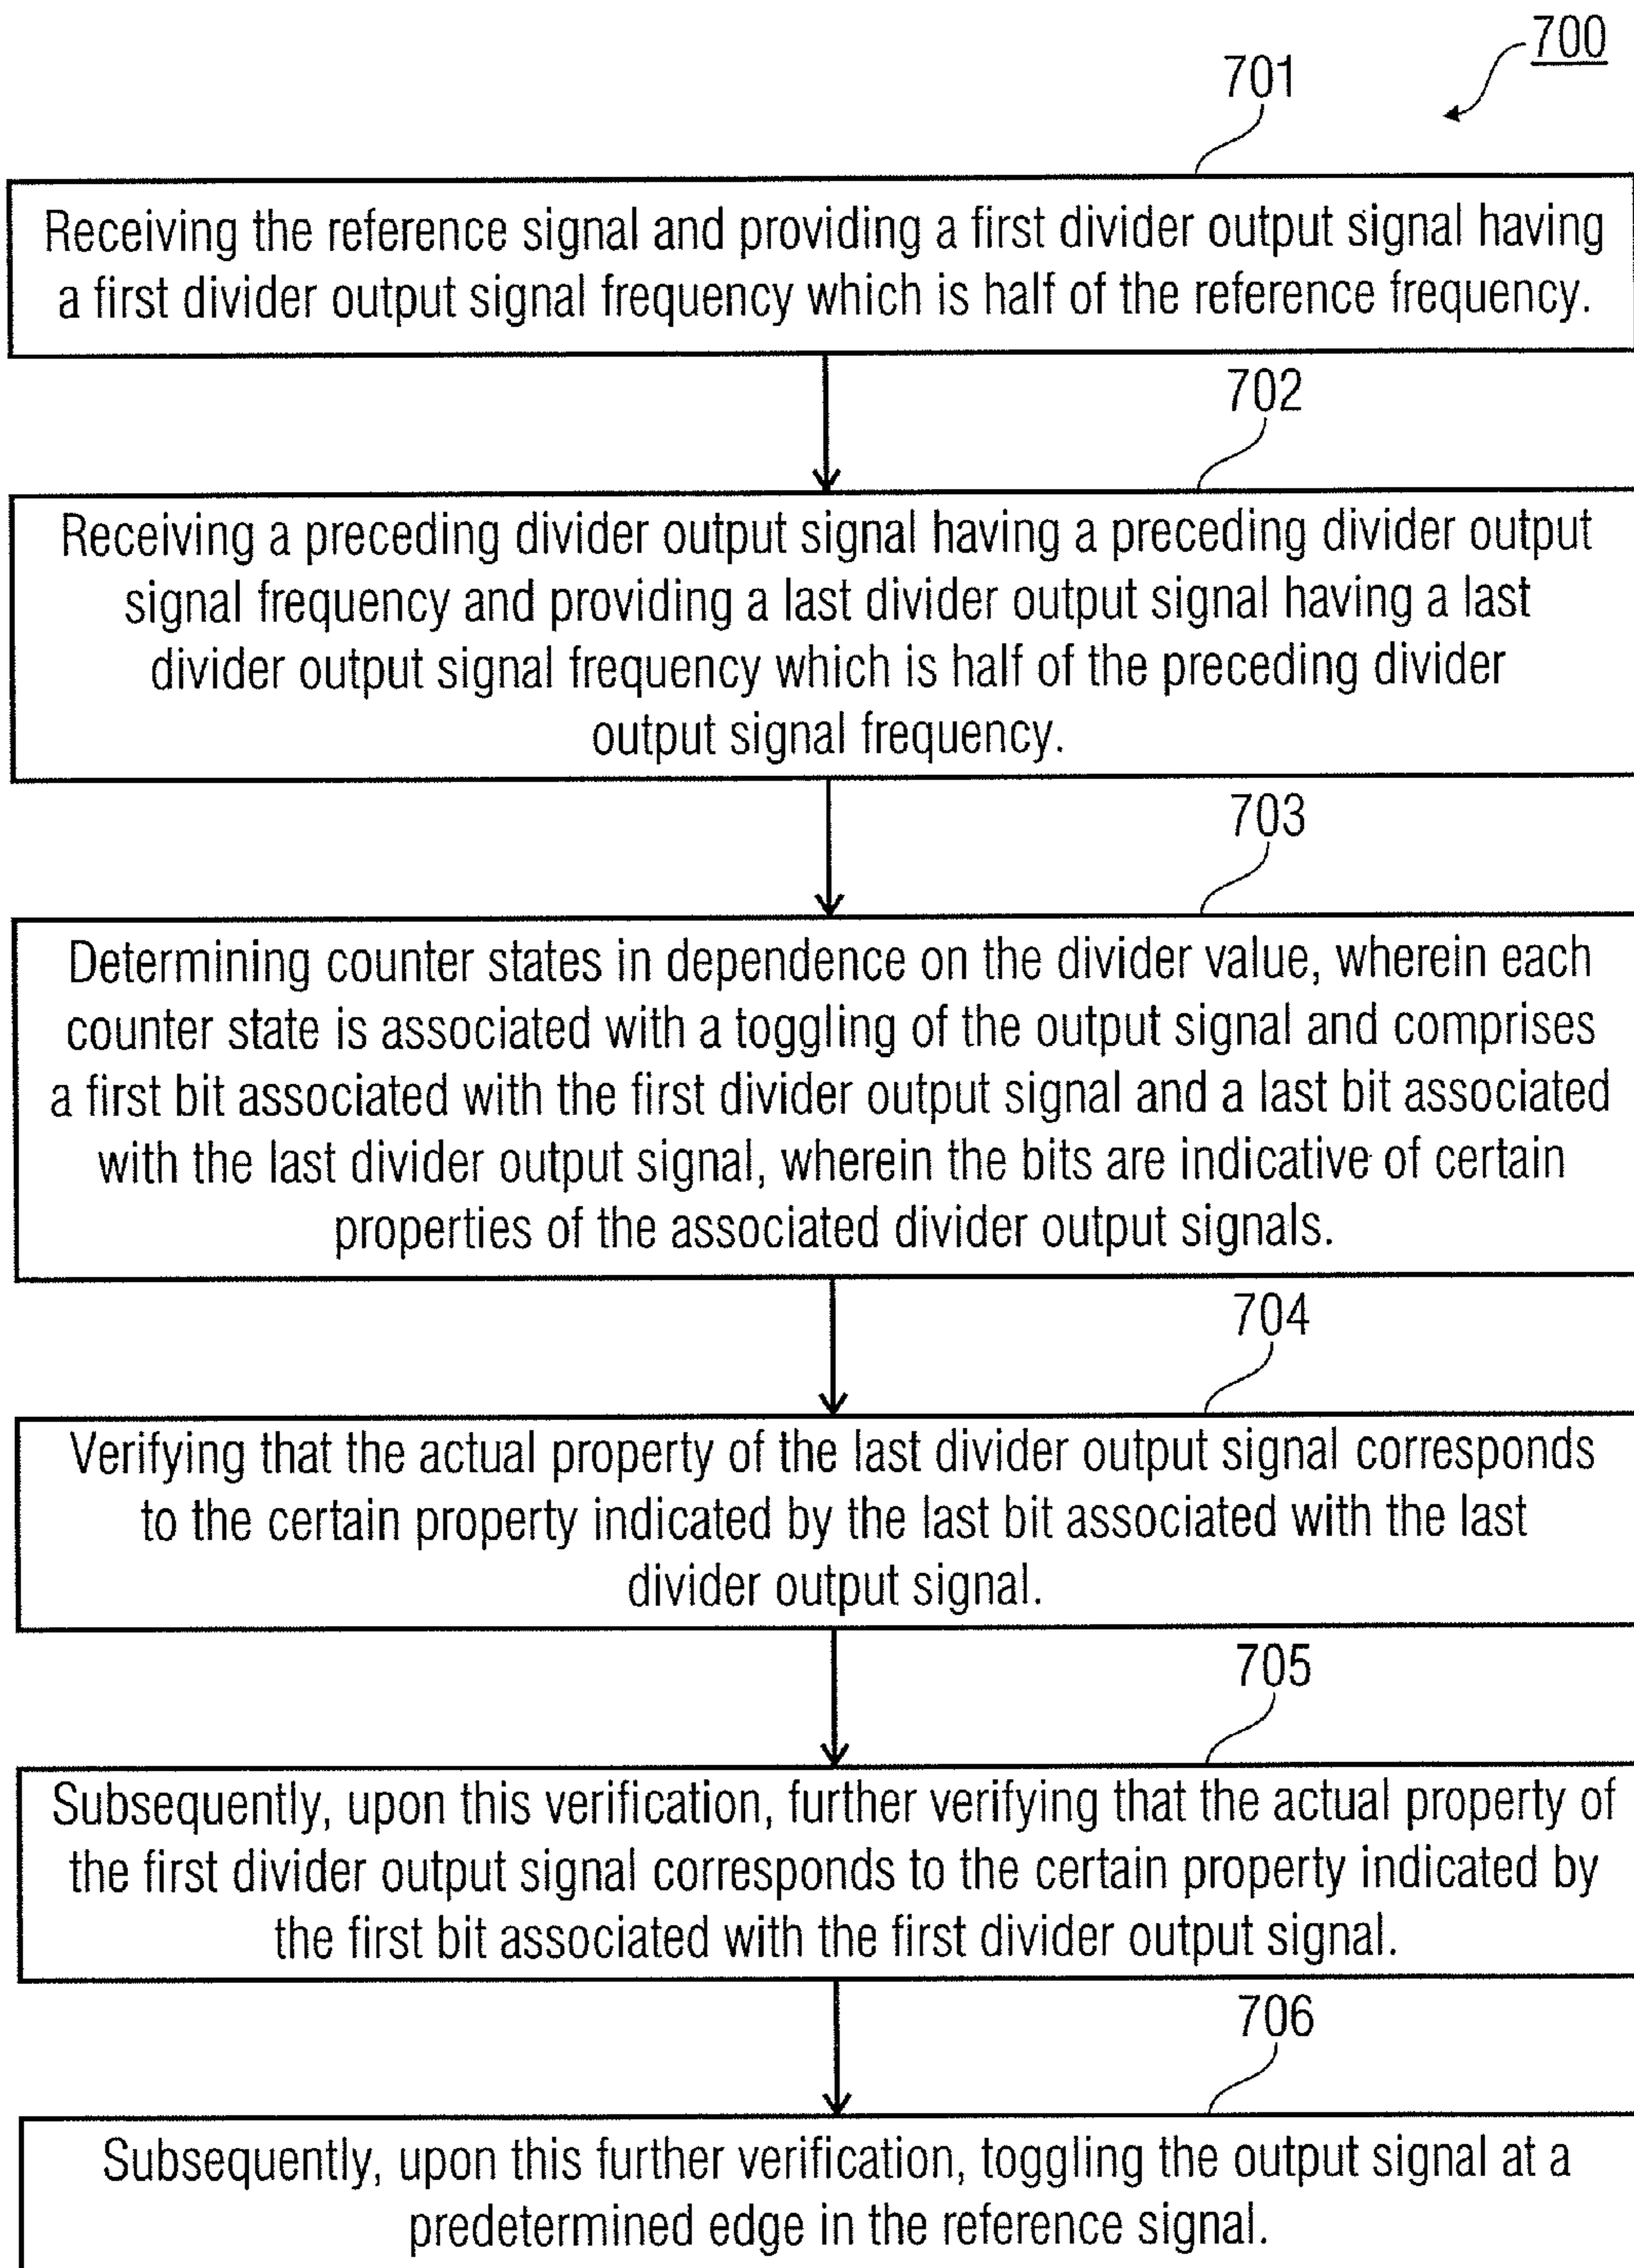 700
701
Receiving the reference signal and providing a first divider output signal having
a first divider output signal frequency which is half of the reference frequency.
702
Receiving a preceding divider output signal having a preceding divider output
signal frequency and providing a last divider output signal having a last
divider output signal frequency which is half of the preceding divider
output signal frequency.
703
Determining counter states in dependence on the divider value, wherein each
counter state is associated with a toggling of the output signal and comprises
a first bit associated with the first divider output signal and a last bit associated
with the last divider output signal, wherein the bits are indicative of certain
properties of the associated divider output signals.
704
Verifying that the actual property of the last divider output signal corresponds
to the certain property indicated by the last bit associated with the last
divider output signal.
705
Subsequently, upon this verification, further verifying that the actual property of
the first divider output signal corresponds to the certain property indicated by
the first bit associated with the first divider output signal.
706
Subsequently, upon this further verification, toggling the output signal at a
predetermined edge in the reference signal.